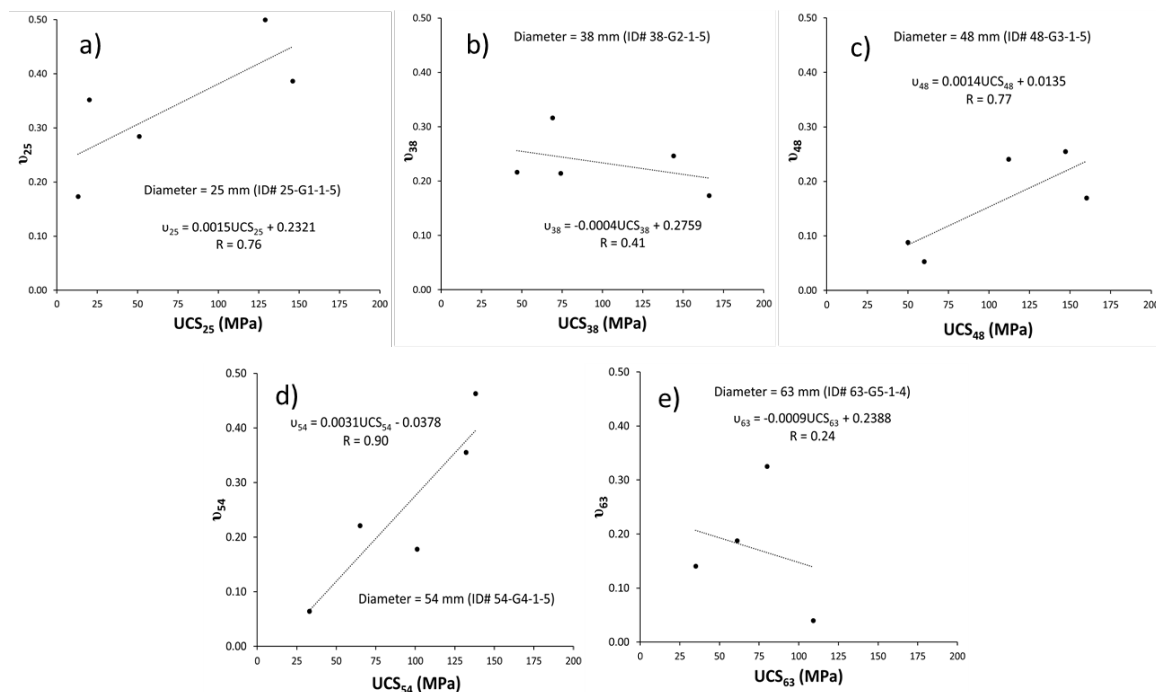 a)
0.50
0.40
0.30
0.20
0.10
0.00
υ25
Diameter = 25 mm (ID# 25-G1-1-5)
υ25 = 0.0015UCS25 + 0.2321
R = 0.76
0 25 50 75 100 125 150 175 200
UCS25 (MPa)
b)
Diameter = 38 mm (ID# 38-G2-1-5)
0.50
0.40
0.30
0.20
0.10
0.00
υ38
υ38 = -0.0004UCS38 + 0.2759
R = 0.41
0 25 50 75 100 125 150 175 200
UCS38 (MPa)
c)
Diameter = 48 mm (ID# 48-G3-1-5)
υ48 = 0.0014UCS48 + 0.0135
R = 0.77
0.50
0.40
0.30
0.20
0.10
0.00
υ48
0 25 50 75 100 125 150 175 200
UCS48 (MPa)
d)
υ54 = 0.0031UCS54 - 0.0378
R = 0.90
0.50
0.40
0.30
0.20
0.10
0.00
υ54
Diameter = 54 mm (ID# 54-G4-1-5)
0 25 50 75 100 125 150 175 200
UCS54 (MPa)
e)
Diameter = 63 mm (ID# 63-G5-1-4)
υ63 = -0.0009UCS63 + 0.2388
R = 0.24
0.50
0.40
0.30
0.20
0.10
0.00
υ63
0 25 50 75 100 125 150 175 200
UCS63 (MPa)